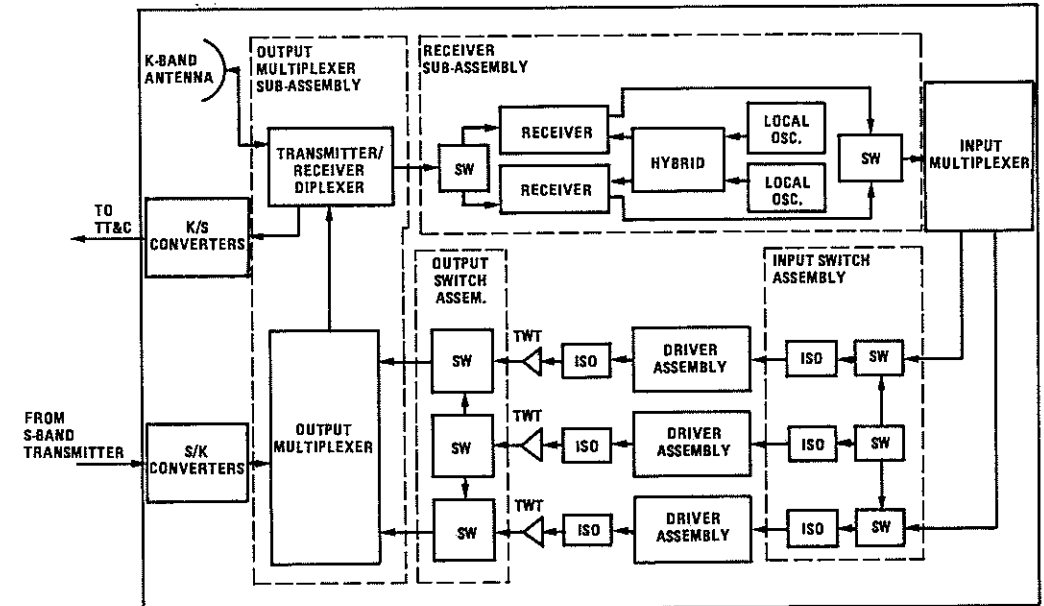 K-BAND
ANTENNA
OUTPUT
MULTIPLEXER
SUB-ASSEMBLY
RECEIVER
SUB-ASSEMBLY
TRANSMITTER/
RECEIVER
DIPLEXER
SW
RECEIVER
RECEIVER
HYBRID
LOCAL
OSC.
LOCAL
OSC.
SW
INPUT
MULTIPLEXER
TO
TT&C
K/S
CONVERTERS
OUTPUT
SWITCH
ASSEM.
INPUT SWITCH
ASSEMBLY
SW
TWT
ISO
DRIVER
ASSEMBLY
ISO
SW
OUTPUT
MULTIPLEXER
SW
TWT
ISO
DRIVER
ASSEMBLY
ISO
SW
FROM
S-BAND
TRANSMITTER
S/K
CONVERTERS
SW
TWT
ISO
DRIVER
ASSEMBLY
ISO
SW